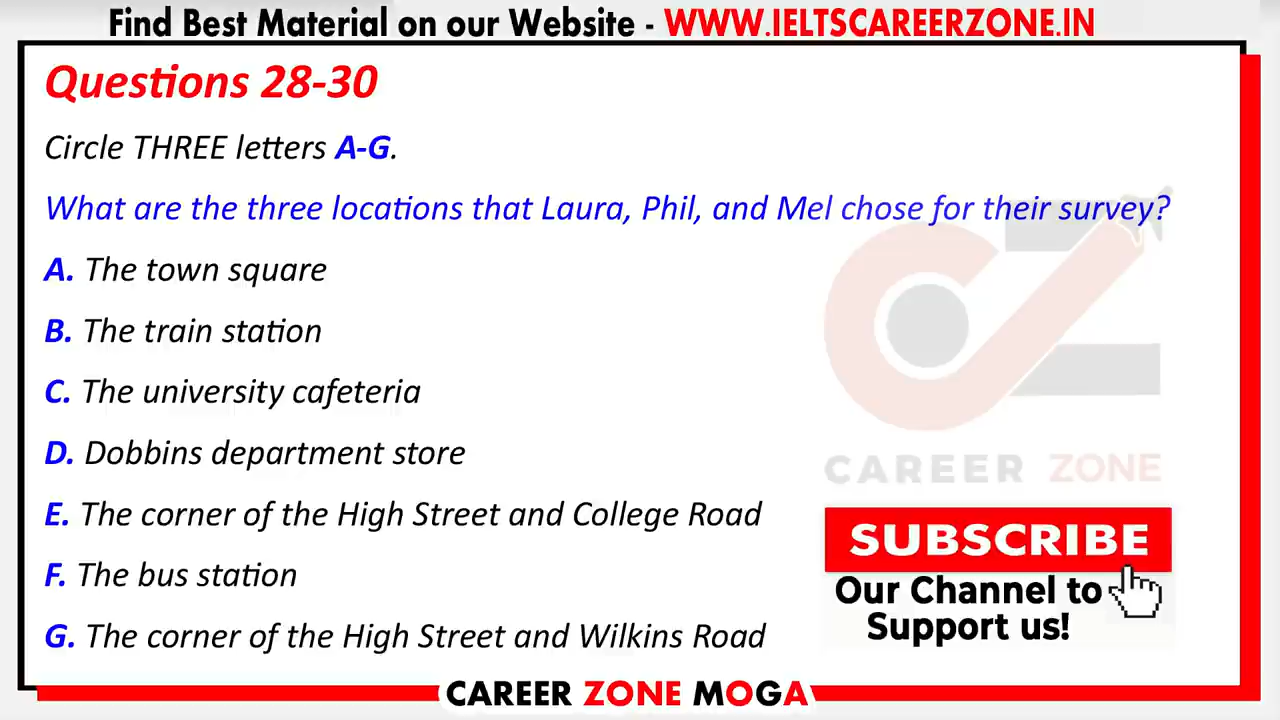 Find Best Material on our Website - WWW.IELTSCAREERZONE.IN
Questions 28-30
Circle THREE letters A-G.
What are the three locations that Laura, Phil, and Mel chose for their survey?
A. The town square
B. The train station
C. The university cafeteria
D. Dobbins department store
E. The corner of the High Street and College Road
F. The bus station
G. The corner of the High Street and Wilkins Road
CAREER ZONE
SUBSCRIBE
Our Channel to
Support us!
CAREER ZONE MOGA